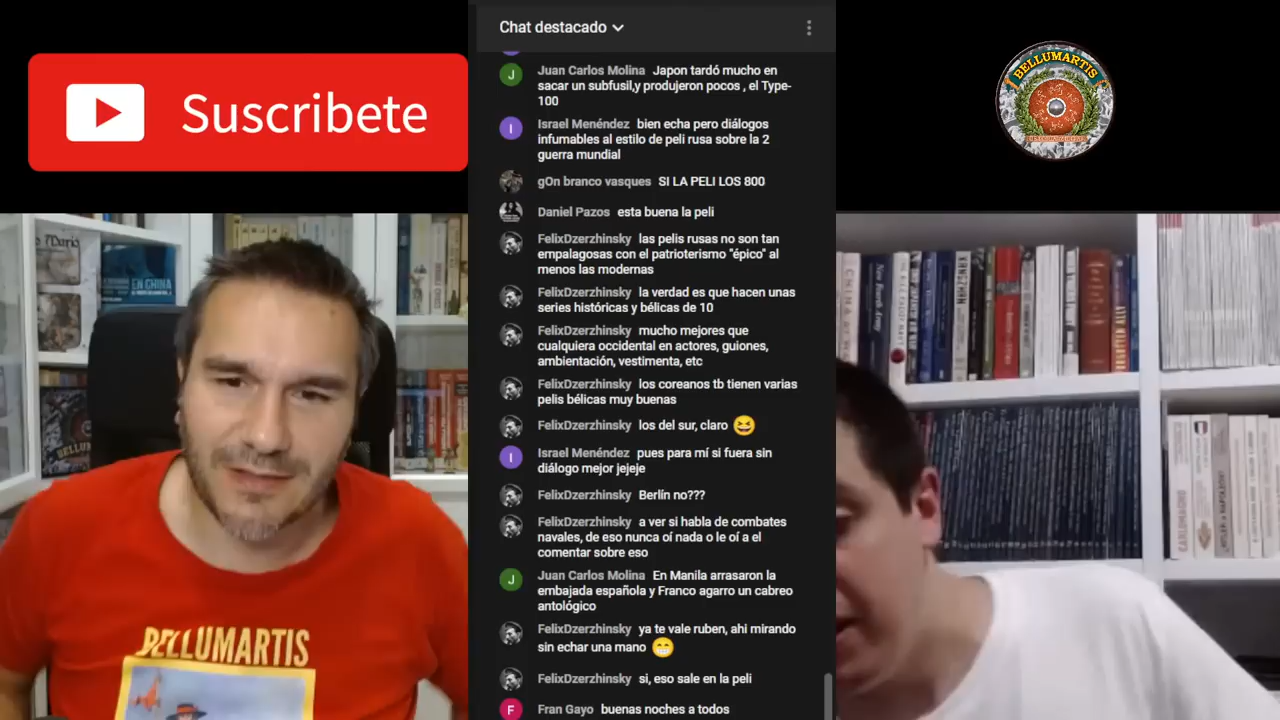 Suscribete
Chat destacado
Juan Carlos Molina Japon tardó mucho en
sacar un subfusil,y produjeron pocos , el Type-
100
Israel Menéndez bien echa pero diálogos
infumables al estilo de peli rusa sobre la 2
guerra mundial
gOn branco vasques SI LA PELI LOS 800
Daniel Pazos esta buena la peli
FelixDzerzhinsky las pelis rusas no son tan
empalagosas con el patrioterismo "épico" al
menos las modernas
FelixDzerzhinsky la verdad es que hacen unas
series históricas y bélicas de 10
FelixDzerzhinsky mucho mejores que
cualquiera occidental en actores, guiones,
ambientación, vestimenta, etc
FelixDzerzhinsky los coreanos tb tienen varias
pelis bélicas muy buenas
FelixDzerzhinsky los del sur, claro 😆
Israel Menéndez pues para mí si fuera sin
diálogo mejor jejeje
FelixDzerzhinsky Berlín no???
FelixDzerzhinsky a ver si habla de combates
navales, de eso nunca oí nada o le oí a el
comentar sobre eso
Juan Carlos Molina En Manila arrasaron la
embajada española y Franco agarro un cabreo
antológico
FelixDzerzhinsky ya te vale ruben, ahi mirando
sin echar una mano 😁
FelixDzerzhinsky si, eso sale en la peli
Fran Gayo buenas noches a todos
J
I
I
J
F
BELLUMARTIS
BELLUMARTIS
EN CHINA
CARLOMAGNO